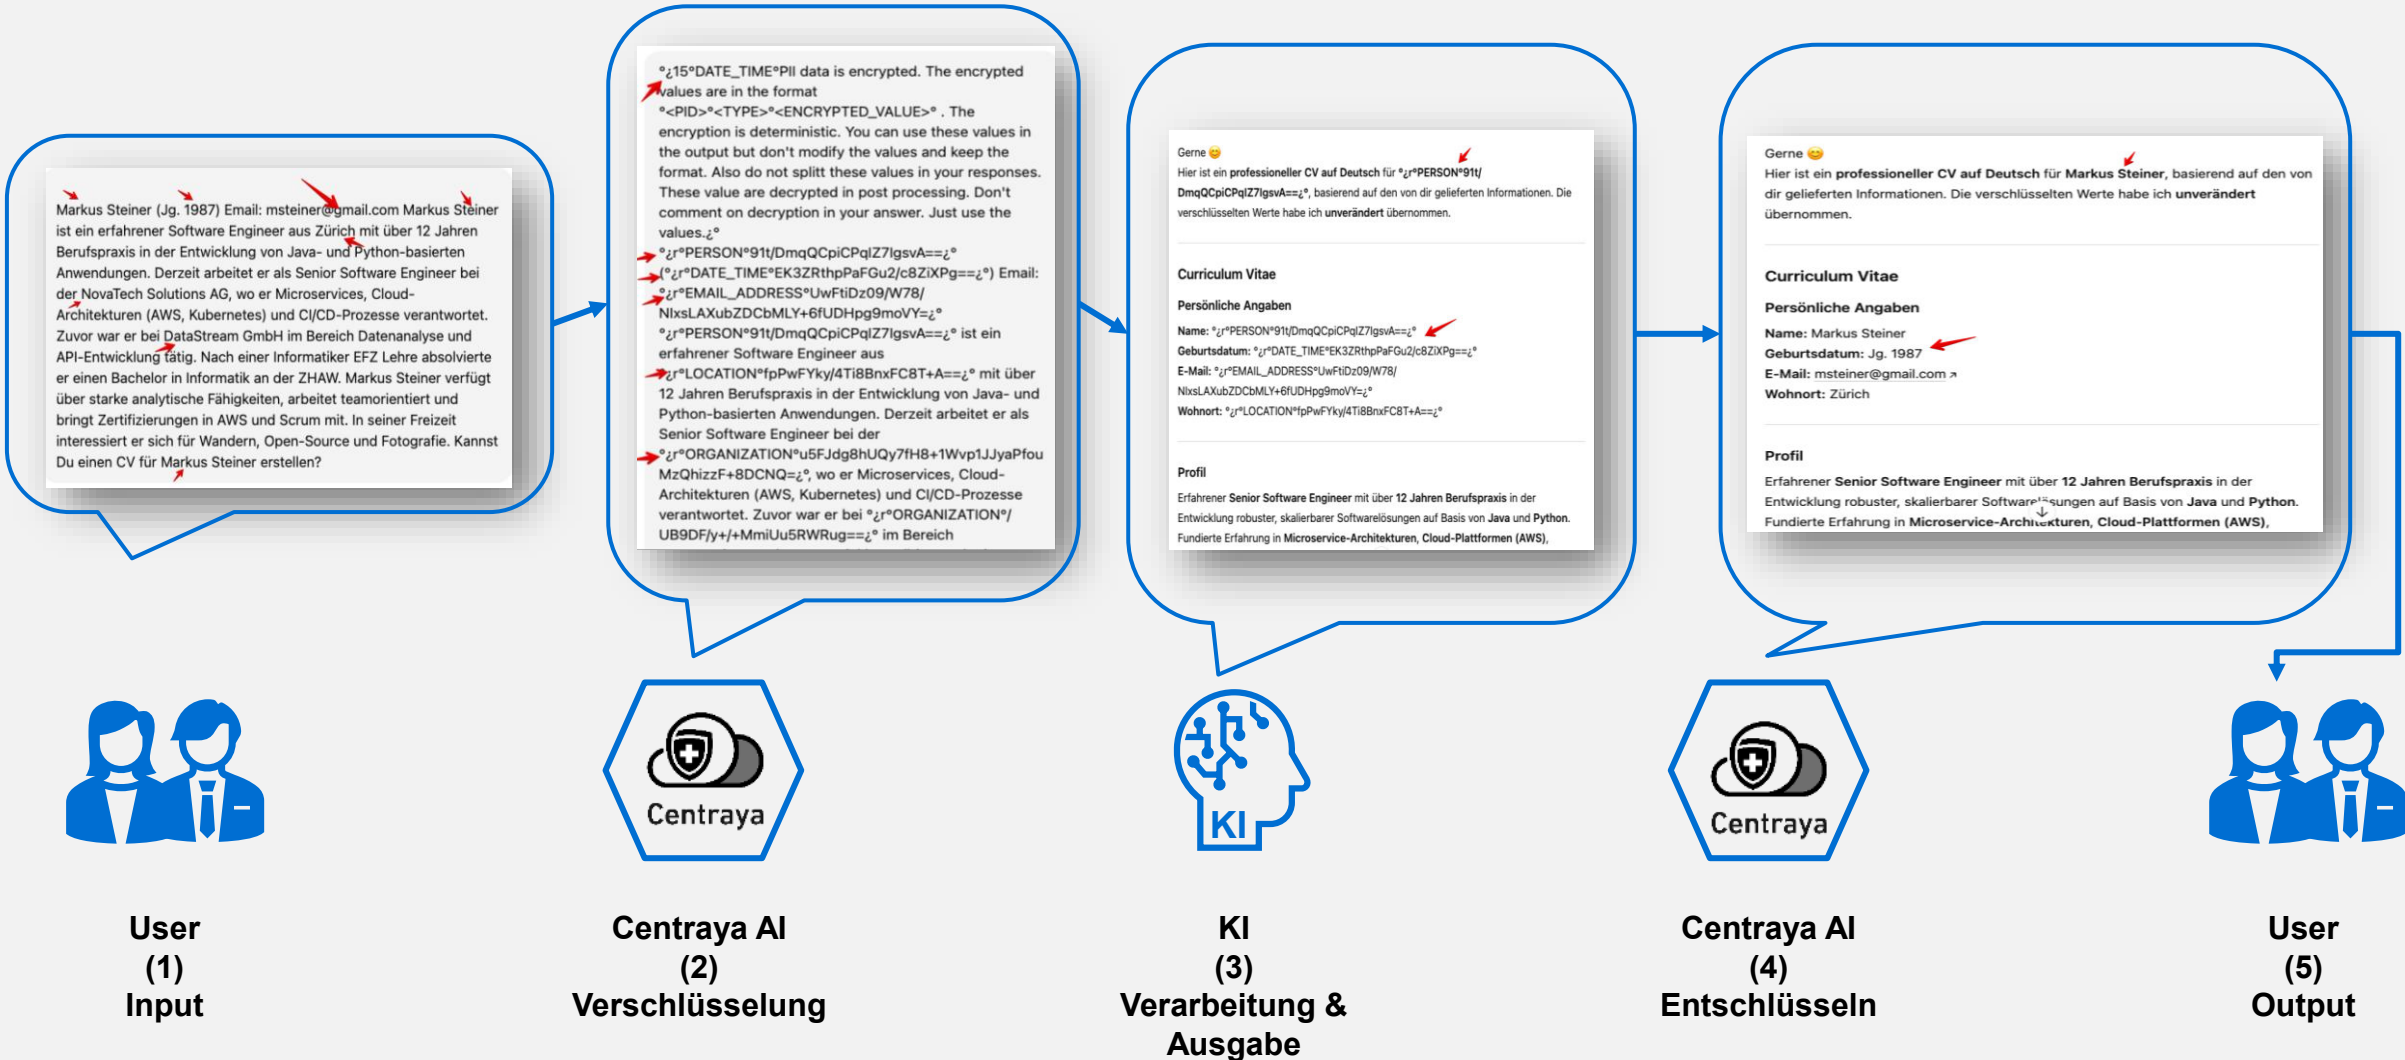 Markus Steiner (Jg. 1987) Email: msteiner@gmail.com Markus Steiner
ist ein erfahrener Software Engineer aus Zürich mit über 12 Jahren
Berufspraxis in der Entwicklung von Java- und Python-basierten
Anwendungen. Derzeit arbeitet er als Senior Software Engineer bei
der NovaTech Solutions AG, wo er Microservices, Cloud-
Architekturen (AWS, Kubernetes) und CI/CD-Prozesse verantwortet.
Zuvor war er bei DataStream GmbH im Bereich Datenanalyse und
API-Entwicklung tätig. Nach einer Informatiker EFZ Lehre absolvierte
er einen Bachelor in Informatik an der ZHAW. Markus Steiner verfügt
über starke analytische Fähigkeiten, arbeitet teamorientiert und
bringt Zertifizierungen in AWS und Scrum mit. In seiner Freizeit
interessiert er sich für Wandern, Open-Source und Fotografie. Kannst
Du einen CV für Markus Steiner erstellen?
°¿15°DATE_TIME°PII data is encrypted. The encrypted
values are in the format
°<PID>°<TYPE>°<ENCRYPTED_VALUE>° . The
encryption is deterministic. You can use these values in
the output but don't modify the values and keep the
format. Also do not splitt these values in your responses.
These value are decrypted in post processing. Don't
comment on decryption in your answer. Just use the
values.¿°
°¿r°PERSON°91t/DmqQCpiCPqlZ7lgsvA==¿°
(°¿r°DATE_TIME°EK3ZRthpPaFGu2/c8ZiXPg==¿°) Email:
°¿r°EMAIL_ADDRESS°UwFtiDz09/W78/
NlxsLAXubZDCbMLY+6fUDHpg9moVY=¿°
°¿r°PERSON°91t/DmqQCpiCPqlZ7lgsvA==¿° ist ein
erfahrener Software Engineer aus
°¿r°LOCATION°fpPwFYky/4Ti8BnxFC8T+A==¿° mit über
12 Jahren Berufspraxis in der Entwicklung von Java- und
Python-basierten Anwendungen. Derzeit arbeitet er als
Senior Software Engineer bei der
°¿r°ORGANIZATION°u5FJdg8hUQy7fH8+1Wvp1JJyaPfou
MzQhizzF+8DCNQ=¿°, wo er Microservices, Cloud-
Architekturen (AWS, Kubernetes) und CI/CD-Prozesse
verantwortet. Zuvor war er bei °¿r°ORGANIZATION°/
UB9DF/y+/+MmiUu5RWRug==¿° im Bereich
Gerne 😊
Hier ist ein professioneller CV auf Deutsch für °¿r°PERSON°91t/
DmqQCpiCPqlZ7lgsvA==¿°, basierend auf den von dir gelieferten Informationen. Die
verschlüsselten Werte habe ich unverändert übernommen.
Curriculum Vitae
Persönliche Angaben
Name: °¿r°PERSON°91t/DmqQCpiCPqlZ7lgsvA==¿°
Geburtsdatum: °¿r°DATE_TIME°EK3ZRthpPaFGu2/c8ZiXPg==¿°
E-Mail: °¿r°EMAIL_ADDRESS°UwFtiDz09/W78/
NlxsLAXubZDCbMLY+6fUDHpg9moVY=¿°
Wohnort: °¿r°LOCATION°fpPwFYky/4Ti8BnxFC8T+A==¿°
Profil
Erfahrener Senior Software Engineer mit über 12 Jahren Berufspraxis in der
Entwicklung robuster, skalierbarer Softwarelösungen auf Basis von Java und Python.
Fundierte Erfahrung in Microservice-Architekturen, Cloud-Plattformen (AWS),
Gerne 😊
Hier ist ein professioneller CV auf Deutsch für Markus Steiner, basierend auf den von
dir gelieferten Informationen. Die verschlüsselten Werte habe ich unverändert
übernommen.
Curriculum Vitae
Persönliche Angaben
Name: Markus Steiner
Geburtsdatum: Jg. 1987
E-Mail: msteiner@gmail.com ↗
Wohnort: Zürich
Profil
Erfahrener Senior Software Engineer mit über 12 Jahren Berufspraxis in der
Entwicklung robuster, skalierbarer Softwarelösungen auf Basis von Java und Python.
Fundierte Erfahrung in Microservice-Architekturen, Cloud-Plattformen (AWS),
Centraya
KI
Centraya
User
(1)
Input
Centraya AI
(2)
Verschlüsselung
KI
(3)
Verarbeitung &
Ausgabe
Centraya AI
(4)
Entschlüsseln
User
(5)
Output